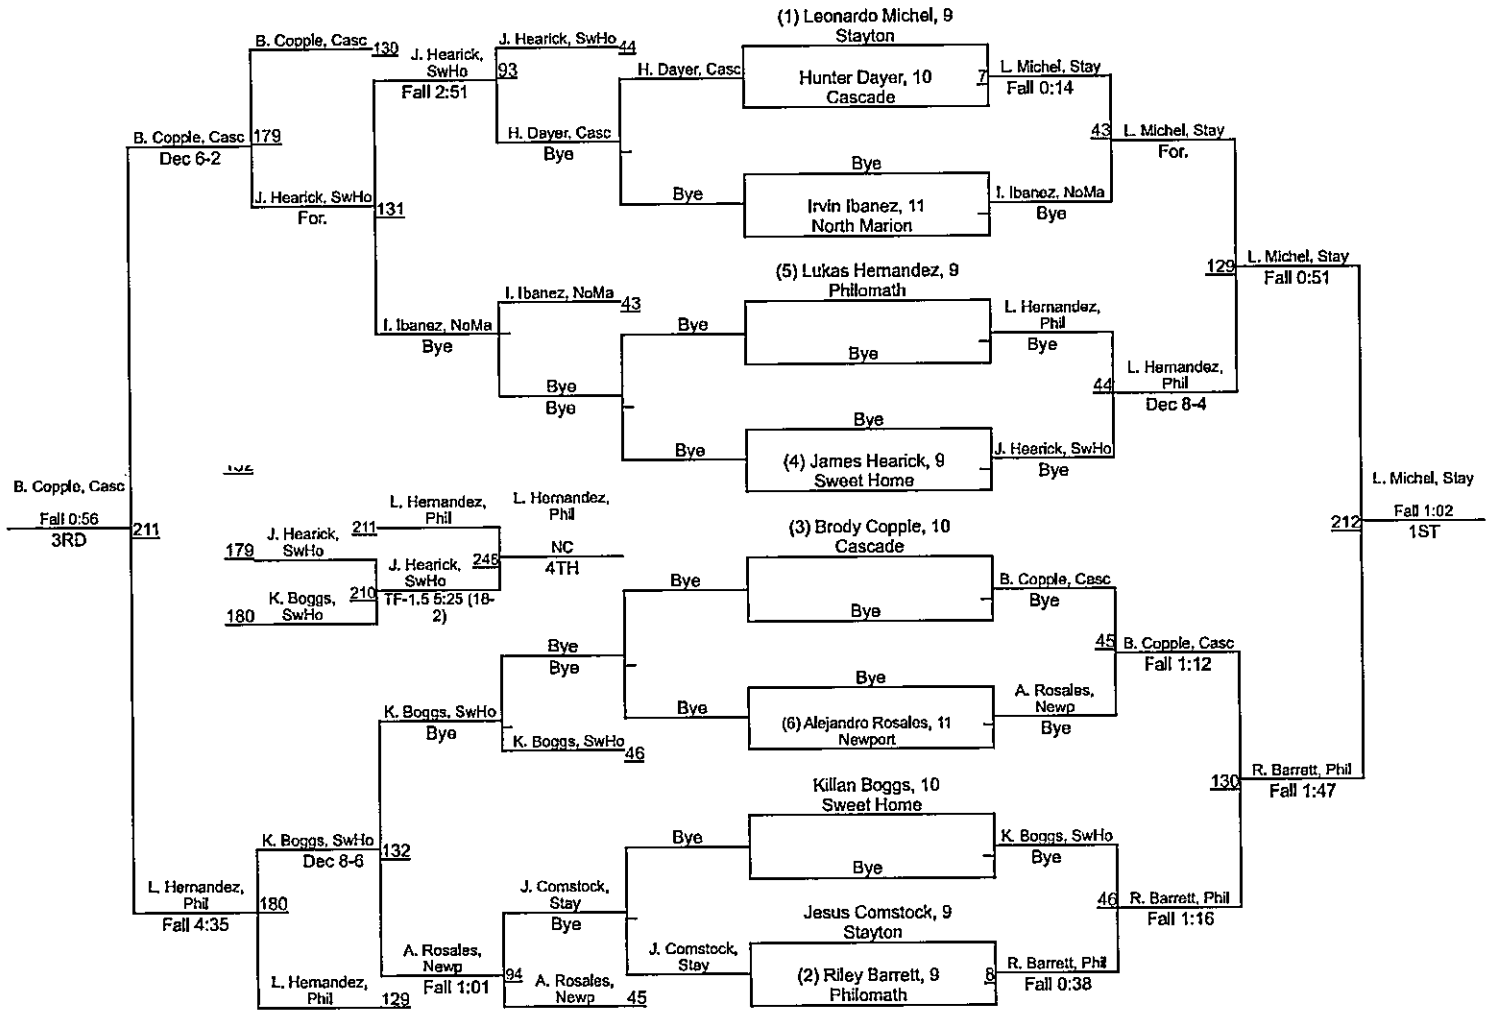 (1) Leonardo Michel, 9
Stayton
Hunter Dayer, 10
Cascade
7
Bye
Irvin Ibanez, 11
North Marion
(5) Lukas Hernandez, 9
Philomath
Bye
Bye
(4) James Hearick, 9
Sweet Home
(3) Brody Copple, 10
Cascade
Bye
Bye
(6) Alejandro Rosales, 11
Newport
Killan Boggs, 10
Sweet Home
Bye
Jesus Comstock, 9
Stayton
(2) Riley Barrett, 9
Philomath
8
L. Michel, Stay
Fall 0:14
I. Ibanez, NoMa
Bye
L. Hernandez,
Phil
Bye
J. Hearick, SwHo
Bye
B. Copple, Casc
Bye
A. Rosales,
Newp
Bye
K. Boggs, SwHo
Bye
R. Barrett, Phil
Fall 0:38
43
L. Michel, Stay
For.
44
L. Hernandez,
Phil
Dec 8-4
45
B. Copple, Casc
Fall 1:12
46
R. Barrett, Phil
Fall 1:16
129
L. Michel, Stay
Fall 0:51
130
R. Barrett, Phil
Fall 1:47
212
L. Michel, Stay
Fall 1:02
1ST
H. Dayer, Casc
Bye
Bye
Bye
Bye
Bye
Bye
J. Comstock,
Stay
J. Hearick, SwHo
44
H. Dayer, Casc
Bye
I. Ibanez, NoMa
43
Bye
Bye
Bye
Bye
K. Boggs, SwHo
46
J. Comstock,
Stay
Bye
A. Rosales,
Newp
45
J. Hearick,
SwHo
93
Fall 2:51
I. Ibanez, NoMa
Bye
K. Boggs, SwHo
Bye
A. Rosales,
Newp
94
Fall 1:01
B. Copple, Casc
130
J. Hearick, SwHo
131
For.
K. Boggs, SwHo
132
Dec 8-6
L. Hernandez,
Phil
129
B. Copple, Casc
179
Dec 6-2
L. Hernandez,
Phil
180
Fall 4:35
B. Copple, Casc
Fall 0:56
211
3RD
L. Hernandez,
Phil
211
L. Hernandez,
Phil
NC
4TH
J. Hearick,
SwHo
179
J. Hearick,
SwHo
TF-1.5 5:25 (18-
2)
K. Boggs,
SwHo
180
210